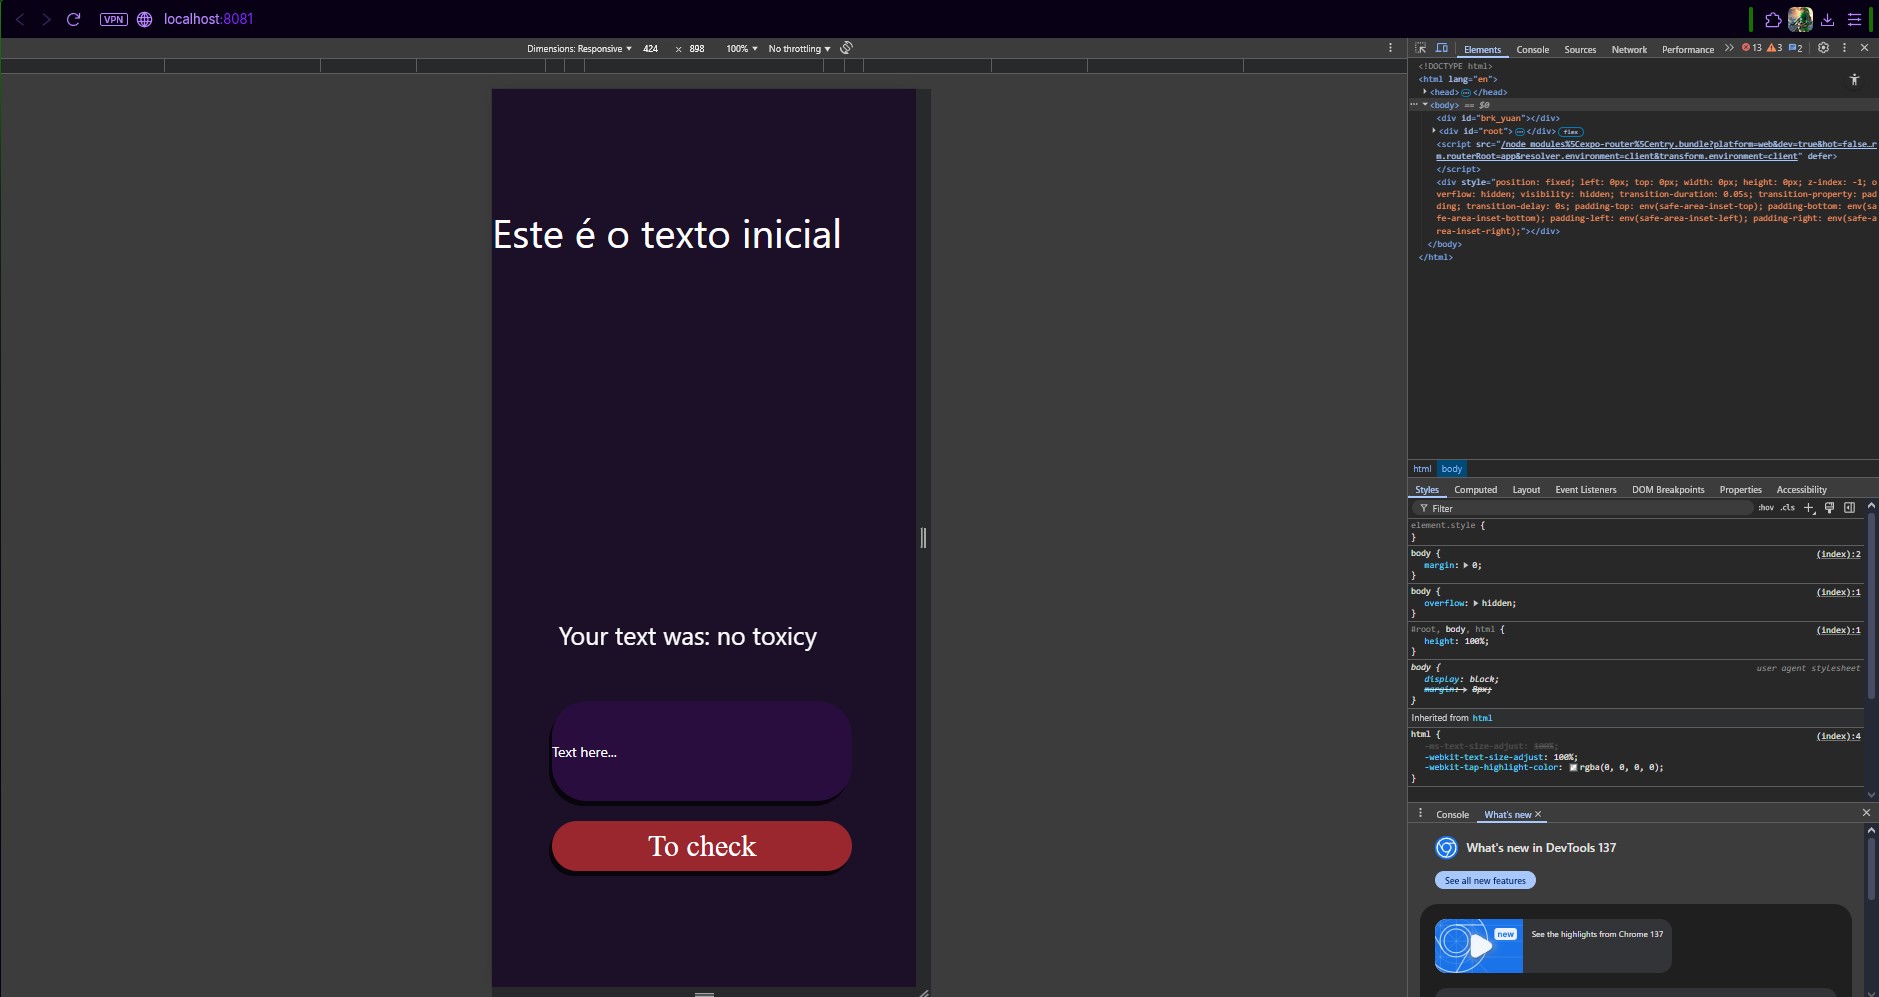 VPN localhost:8081
Dimensions: Responsive 424 × 898 100% No throttling
Este é o texto inicial
Your text was: no toxicy
Text here...
To check
Elements Console Sources Network Performance 13 3 2
<!DOCTYPE html>
<html lang="en">
<head> </head>
<body> == $0
<div id="brk_yuan"></div>
<div id="root"> </div> flex
<script src="/node_modules%5Cexpo-router%5Centry.bundle?platform=web&dev=true&hot=false…r
m.routerRoot=app&resolver.environment=client&transform.environment=client" defer>
</script>
<div style="position: fixed; left: 0px; top: 0px; width: 0px; height: 0px; z-index: -1; o
verflow: hidden; visibility: hidden; transition-duration: 0.05s; transition-property: pad
ding; transition-delay: 0s; padding-top: env(safe-area-inset-top); padding-bottom: env(sa
fe-area-inset-bottom); padding-left: env(safe-area-inset-left); padding-right: env(safe-a
rea-inset-right);"></div>
</body>
</html>
html body
Styles Computed Layout Event Listeners DOM Breakpoints Properties Accessibility
Filter :hov .cls
element.style {
}
body { (index):2
margin: 0;
}
body { (index):1
overflow: hidden;
}
#root, body, html { (index):1
height: 100%;
}
body { user agent stylesheet
display: block;
margin: 8px;
}
Inherited from html
html { (index):4
-ms-text-size-adjust: 100%;
-webkit-text-size-adjust: 100%;
-webkit-tap-highlight-color: rgba(0, 0, 0, 0);
}
Console What's new
What's new in DevTools 137
See all new features
new
See the highlights from Chrome 137